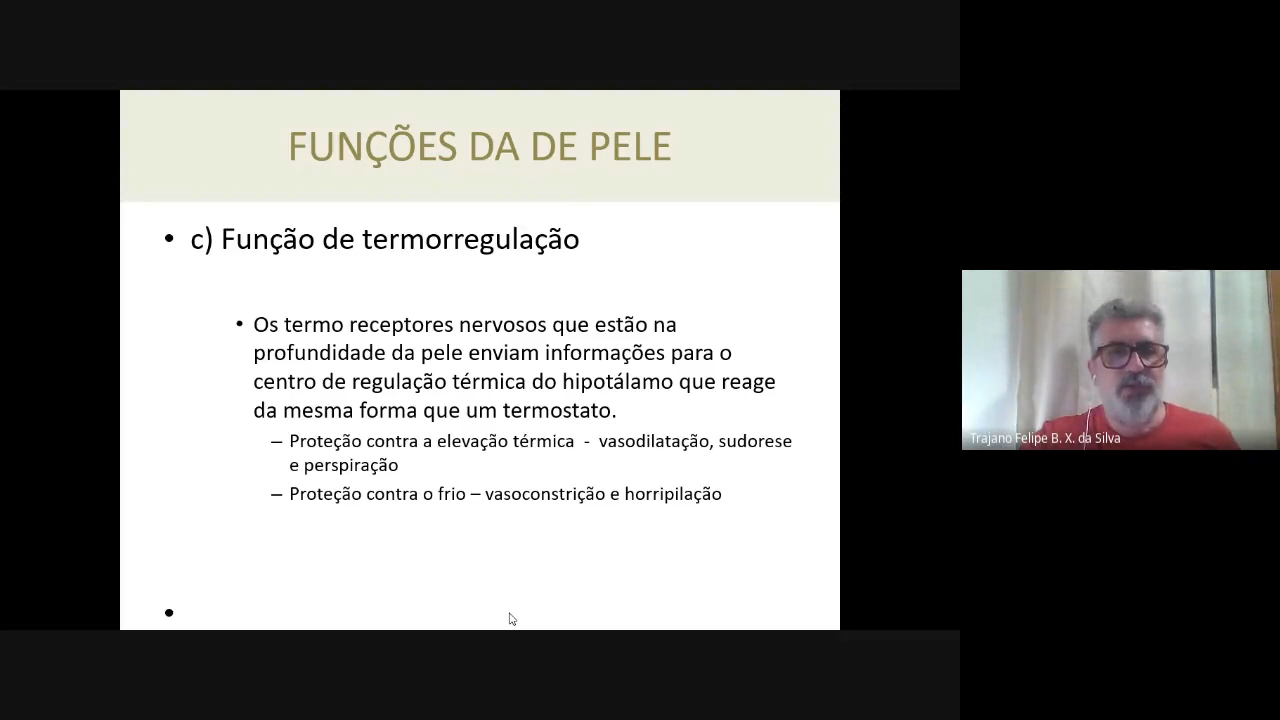 FUNÇÕES DA DE PELE
• c) Função de termorregulação
• Os termo receptores nervosos que estão na
profundidade da pele enviam informações para o
centro de regulação térmica do hipotálamo que reage
da mesma forma que um termostato.
– Proteção contra a elevação térmica - vasodilatação, sudorese
e perspiração
– Proteção contra o frio – vasoconstrição e horripilação
•
Trajano Felipe B. X. da Silva